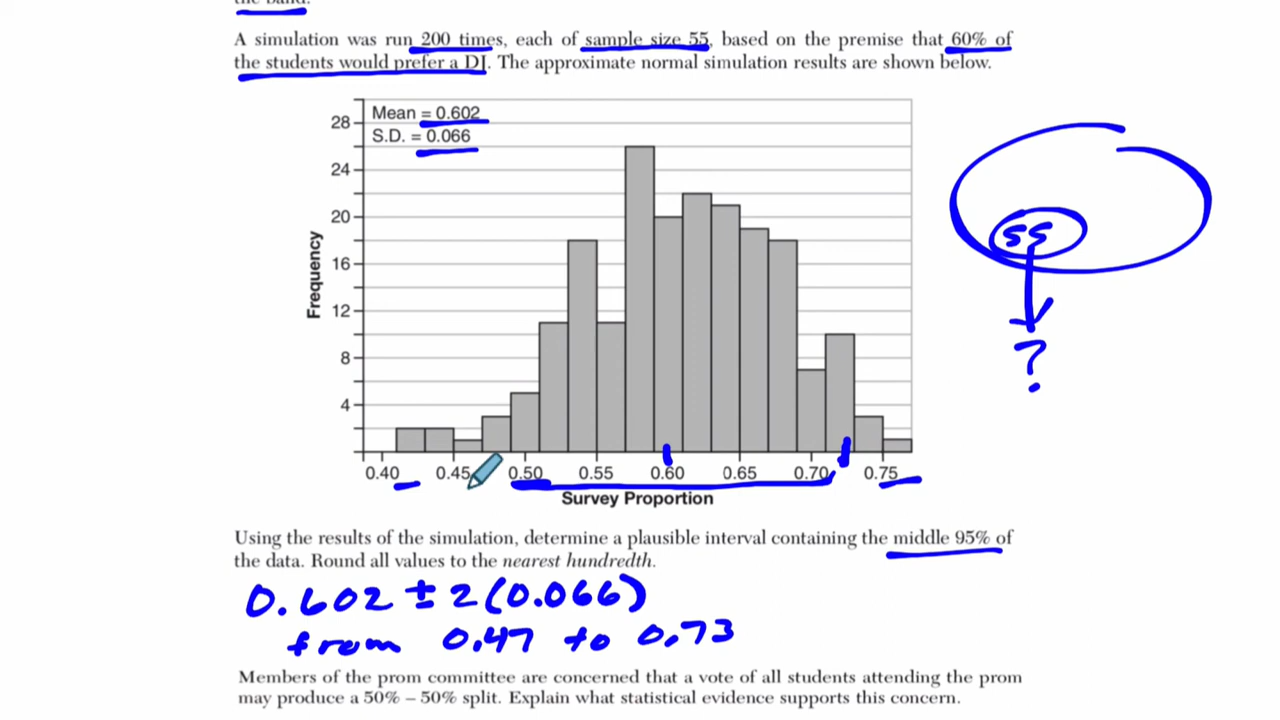 the band.
A simulation was run 200 times, each of sample size 55, based on the premise that 60% of
the students would prefer a DJ. The approximate normal simulation results are shown below.
Mean = 0.602
S.D. = 0.066
Frequency
28
24
20
16
12
8
4
0.40 0.45 0.50 0.55 0.60 0.65 0.70 0.75
Survey Proportion
55
?
Using the results of the simulation, determine a plausible interval containing the middle 95% of
the data. Round all values to the nearest hundredth.
0.602 ± 2(0.066)
from 0.47 to 0.73
Members of the prom committee are concerned that a vote of all students attending the prom
may produce a 50% – 50% split. Explain what statistical evidence supports this concern.